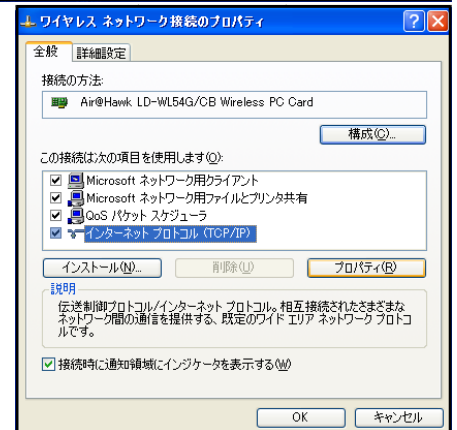 ワイヤレス ネットワーク接続のプロパティ
全般 詳細設定
接続の方法:
Air@Hawk LD-WL54G/CB Wireless PC Card
構成(C)...
この接続は次の項目を使用します(O):
Microsoft ネットワーク用クライアント
Microsoft ネットワーク用ファイルとプリンタ共有
QoS パケット スケジューラ
インターネット プロトコル (TCP/IP)
インストール(N)... 削除(U) プロパティ(R)
説明
伝送制御プロトコル/インターネット プロトコル。相互接続されたさまざまな
ネットワーク間の通信を提供する、既定のワイド エリア ネットワーク プロトコ
ルです。
接続時に通知領域にインジケータを表示する(W)
OK キャンセル